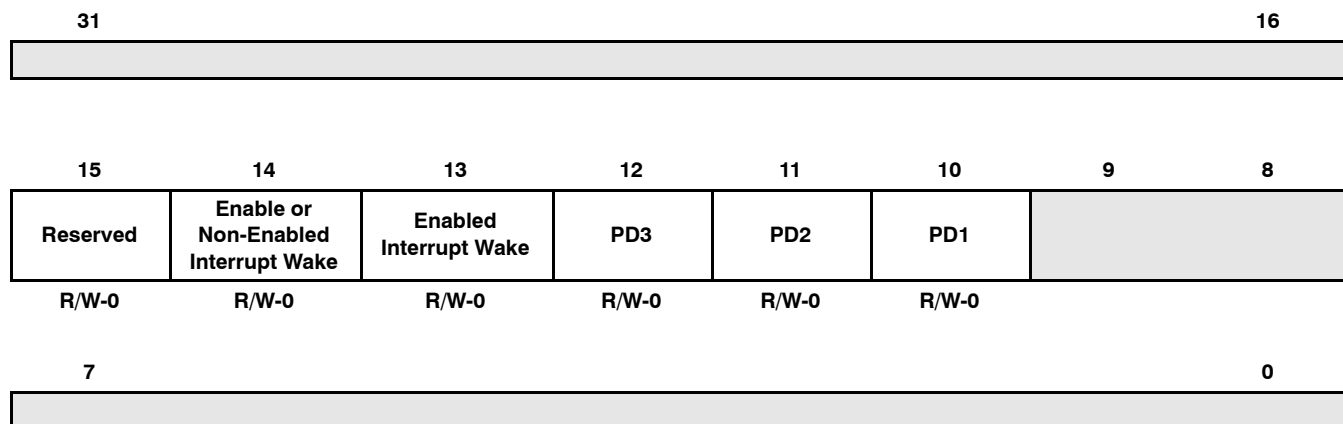 31 16
15 14 13 12 11 10 9 8
Reserved
Enable or
Non-Enabled
Interrupt Wake
Enabled
Interrupt Wake
PD3
PD2
PD1
R/W-0 R/W-0 R/W-0 R/W-0 R/W-0 R/W-0
7 0